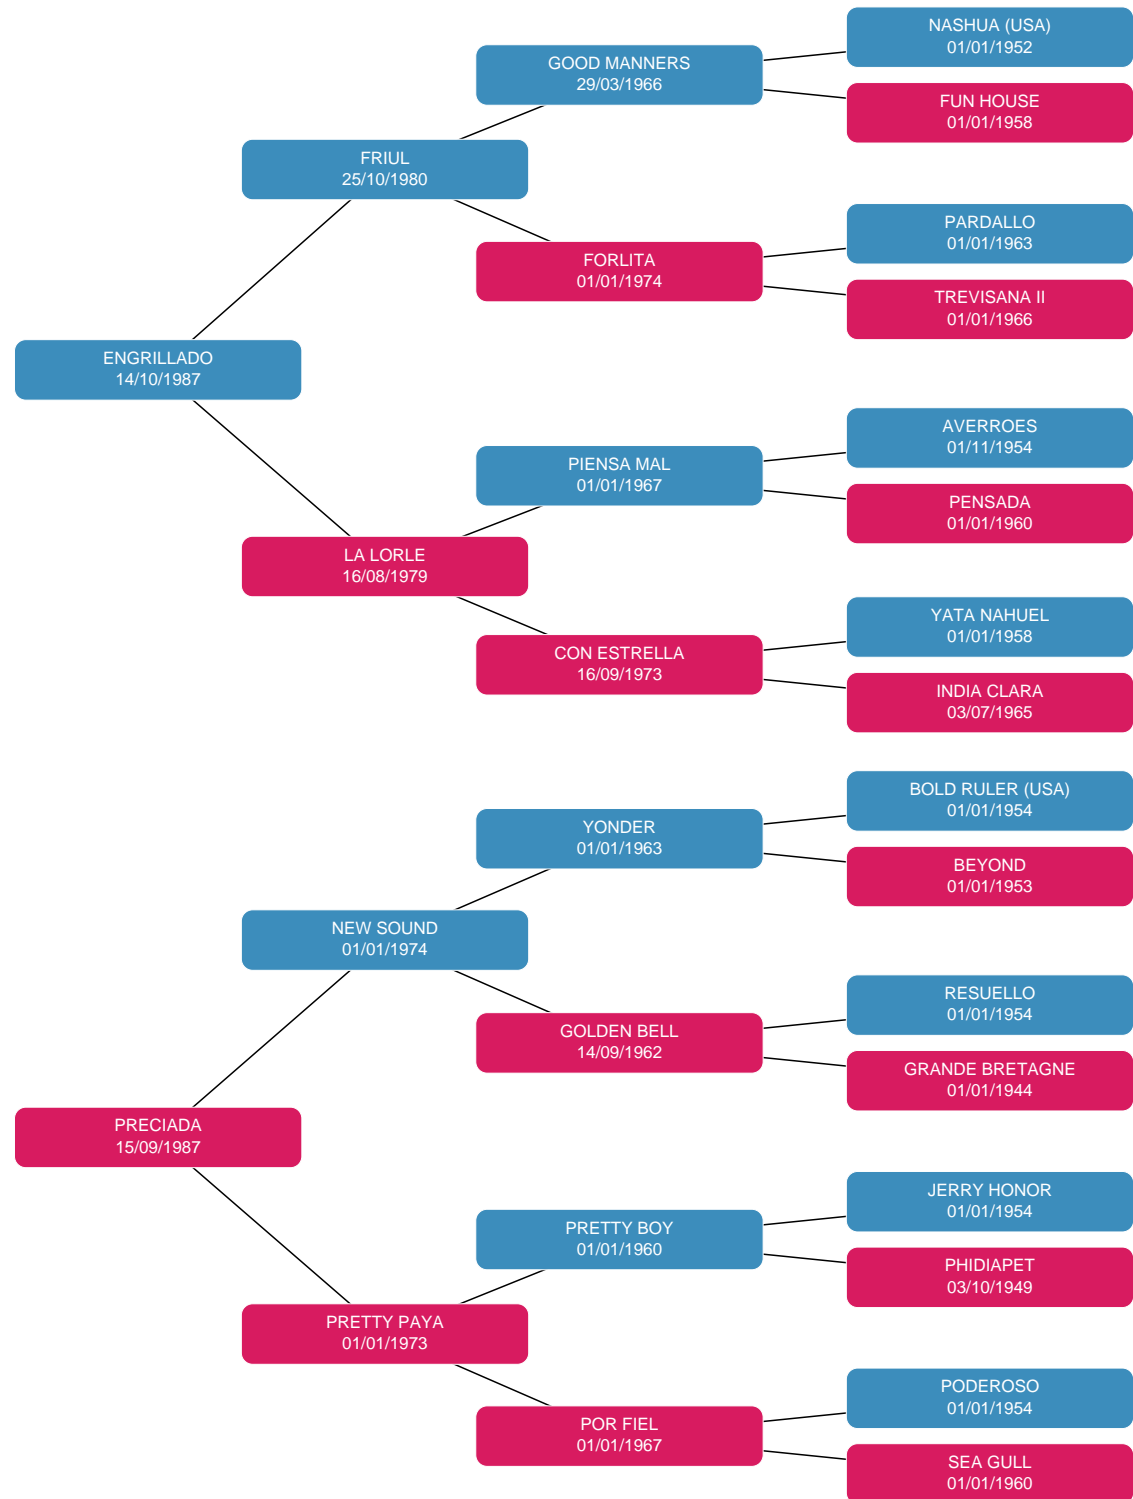 NASHUA (USA)
01/01/1952
GOOD MANNERS
29/03/1966
FUN HOUSE
01/01/1958
FRIUL
25/10/1980
PARDALLO
01/01/1963
FORLITA
01/01/1974
TREVISANA II
01/01/1966
ENGRILLADO
14/10/1987
AVERROES
01/11/1954
PIENSA MAL
01/01/1967
PENSADA
01/01/1960
LA LORLE
16/08/1979
YATA NAHUEL
01/01/1958
CON ESTRELLA
16/09/1973
INDIA CLARA
03/07/1965
BOLD RULER (USA)
01/01/1954
YONDER
01/01/1963
BEYOND
01/01/1953
NEW SOUND
01/01/1974
RESUELLO
01/01/1954
GOLDEN BELL
14/09/1962
GRANDE BRETAGNE
01/01/1944
PRECIADA
15/09/1987
JERRY HONOR
01/01/1954
PRETTY BOY
01/01/1960
PHIDIAPET
03/10/1949
PRETTY PAYA
01/01/1973
PODEROSO
01/01/1954
POR FIEL
01/01/1967
SEA GULL
01/01/1960